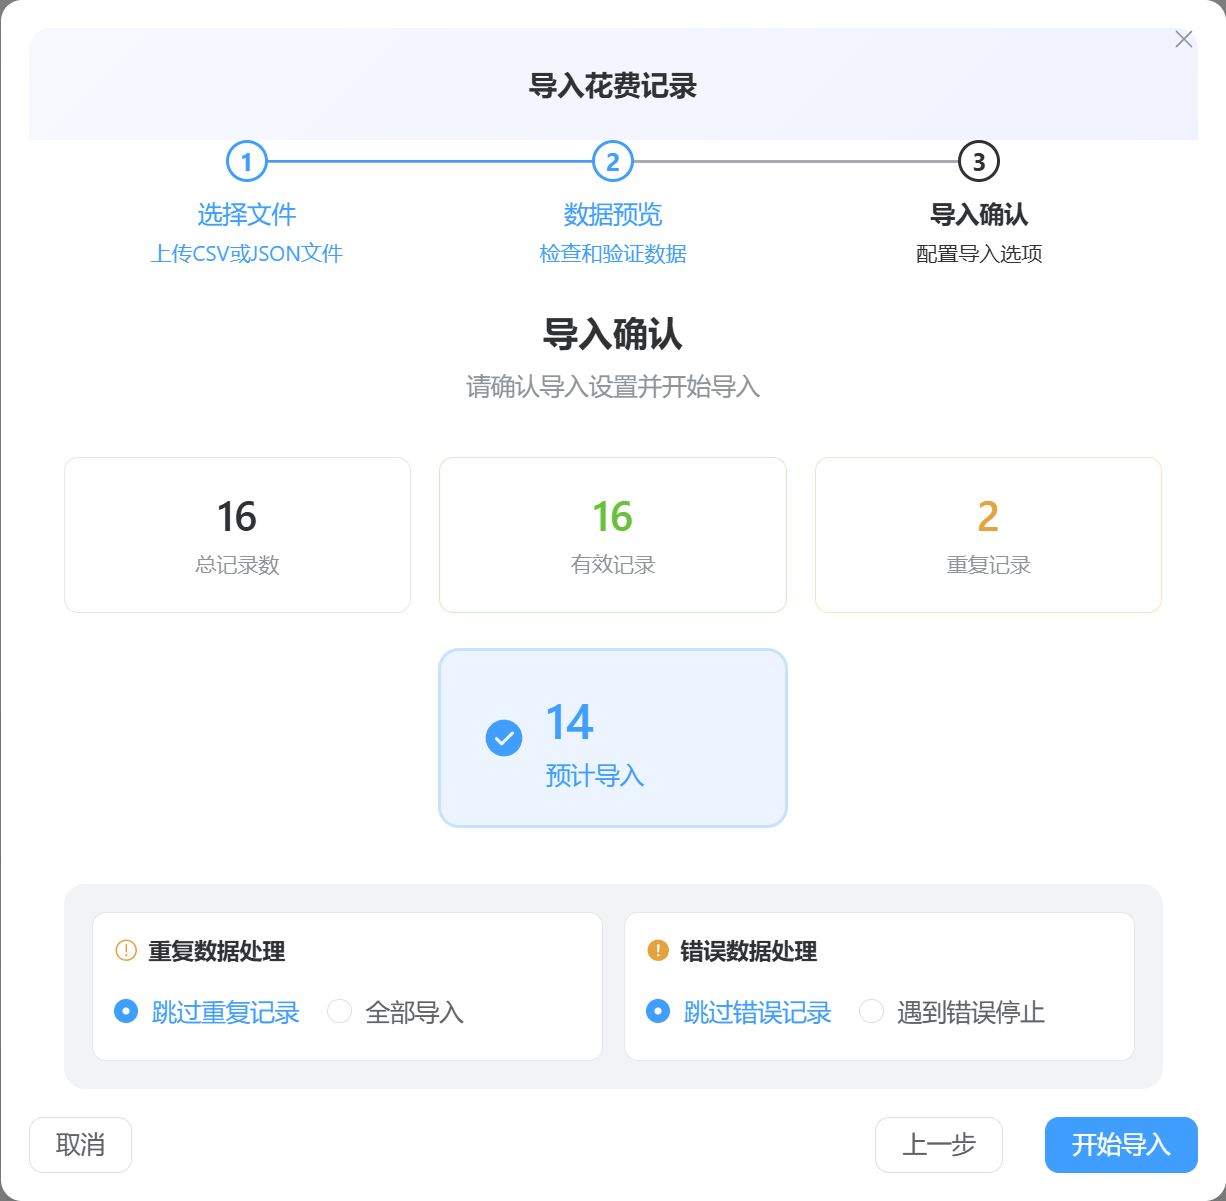 导入花费记录
1
2
3
选择文件
数据预览
导入确认
上传CSV或JSON文件
检查和验证数据
配置导入选项
导入确认
请确认导入设置并开始导入
16
总记录数
16
有效记录
2
重复记录
14
预计导入
重复数据处理
跳过重复记录
全部导入
错误数据处理
跳过错误记录
遇到错误停止
取消
上一步
开始导入